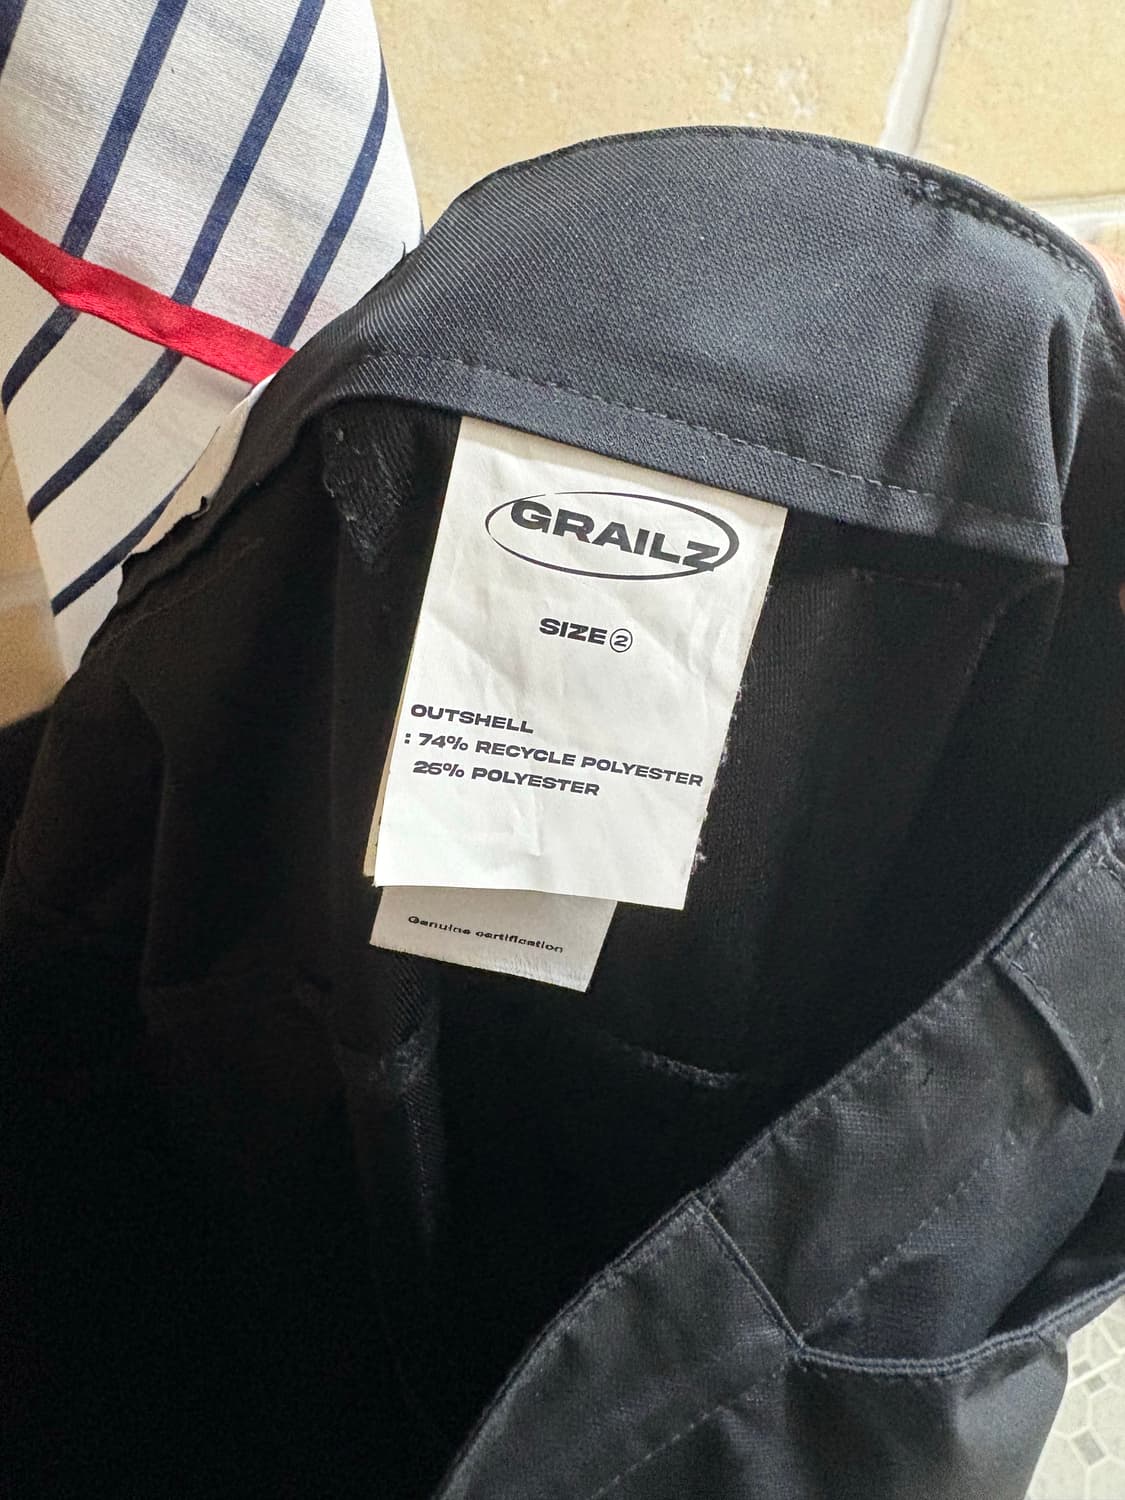 GRAILZ
SIZE②
OUTSHELL
: 74% RECYCLE POLYESTER
26% POLYESTER
Genuine certification